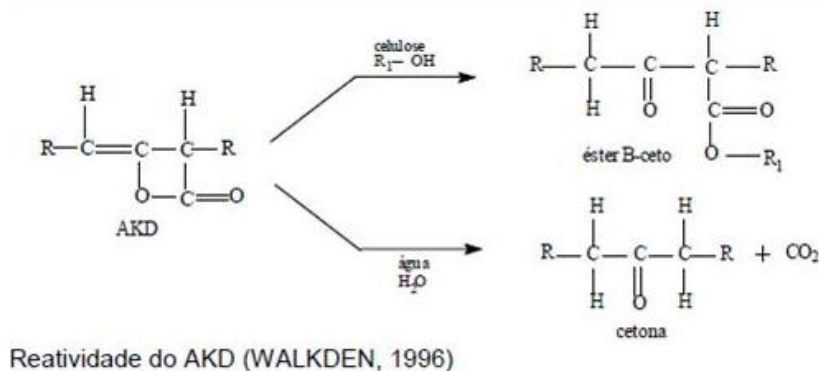 celulose
R₁– OH
H H
R—C=C—C—R
O—C=O
AKD
H H
R—C—C—C—R
H O C=O
O—R₁
éster B-ceto
água
H₂O
H H
R—C—C—C—R + CO₂
H O H
cetona
Reatividade do AKD (WALKDEN, 1996)